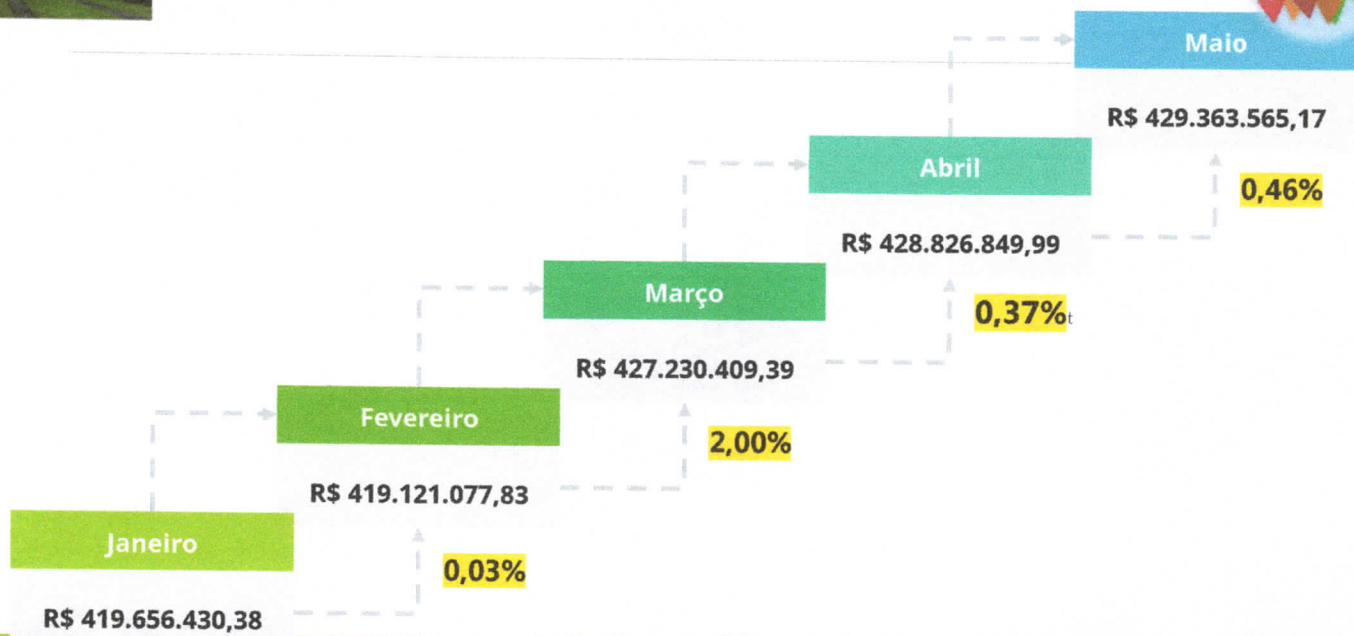 Maio
R$ 429.363.565,17
0,46%
Abril
R$ 428.826.849,99
0,37%t
Março
R$ 427.230.409,39
2,00%
Fevereiro
R$ 419.121.077,83
0,03%
Janeiro
R$ 419.656.430,38